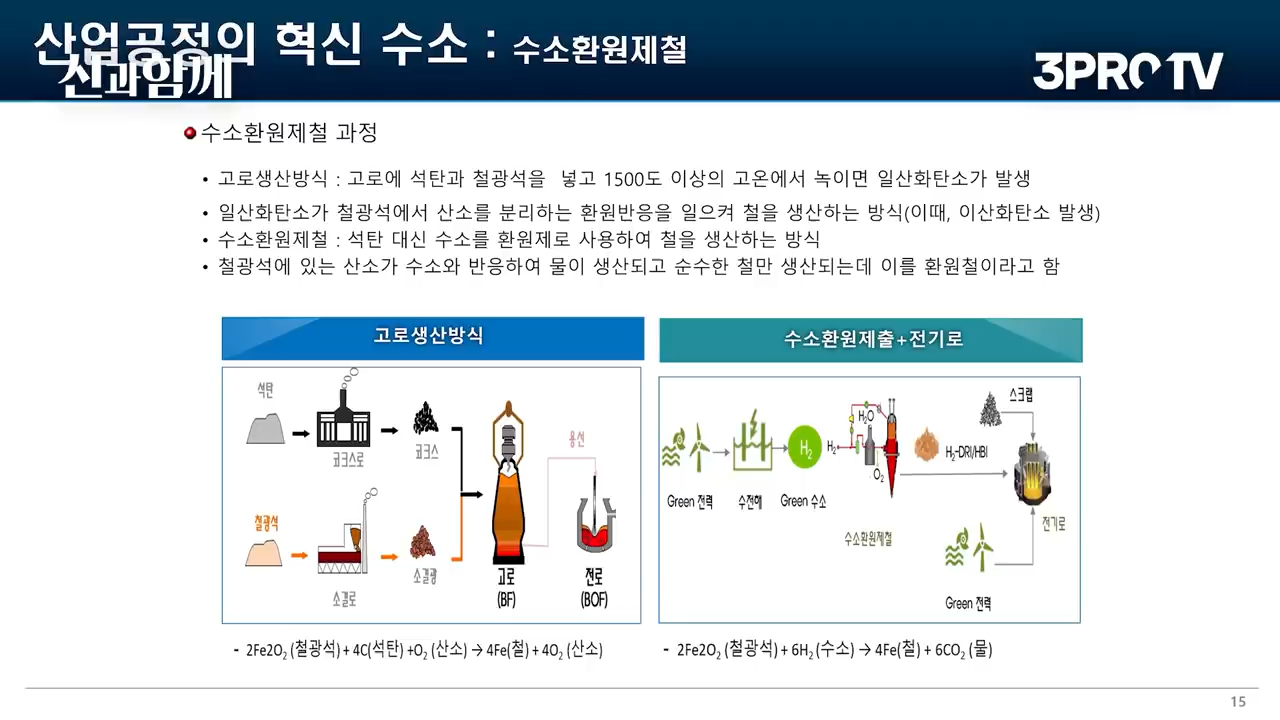 산업공정의 혁신 수소 : 수소환원제철
신과함께
3PROTV
수소환원제철 과정
• 고로생산방식 : 고로에 석탄과 철광석을 넣고 1500도 이상의 고온에서 녹이면 일산화탄소가 발생
• 일산화탄소가 철광석에서 산소를 분리하는 환원반응을 일으켜 철을 생산하는 방식(이때, 이산화탄소 발생)
• 수소환원제철 : 석탄 대신 수소를 환원제로 사용하여 철을 생산하는 방식
• 철광석에 있는 산소가 수소와 반응하여 물이 생산되고 순수한 철만 생산되는데 이를 환원철이라고 함
고로생산방식
석탄
코크스로
코크스
용선
철광석
소결로
소결광
고로
(BF)
전로
(BOF)
수소환원제출+전기로
스크랩
H₂O
H₂
H₂
O₂
H₂-DRI/HBI
Green 전력
수전해
Green 수소
수소환원제철
전기로
Green 전력
- 2Fe2O₂ (철광석) + 4C(석탄) +O₂ (산소) → 4Fe(철) + 4O₂ (산소)
- 2Fe2O₂ (철광석) + 6H₂ (수소) → 4Fe(철) + 6CO₂ (물)
15